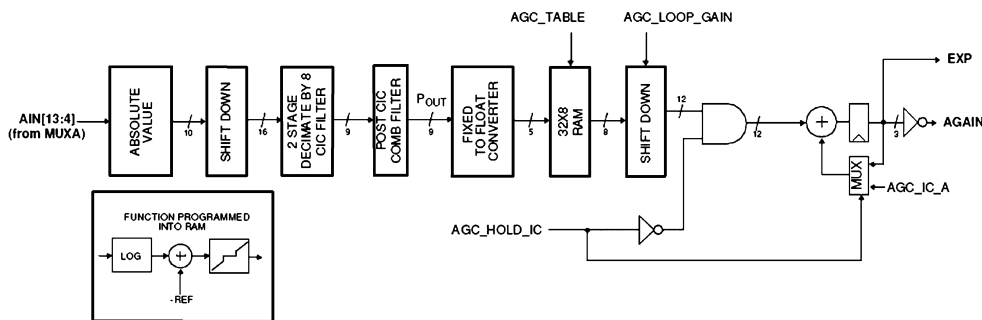 AGC_TABLE
AGC_LOOP_GAIN
EXP
AIN[13:4]
(from MUXA)
ABSOLUTE
VALUE
10
SHIFT DOWN
16
2 STAGE
DECIMATE BY 8
CIC FILTER
9
POST CIC
COMB FILTER
POUT
9
FIXED
TO FLOAT
CONVERTER
5
32X8
RAM
8
SHIFT DOWN
12
12
+
3
AGAIN
MUX
AGC_IC_A
AGC_HOLD_IC
FUNCTION PROGRAMMED
INTO RAM
LOG
+
-REF